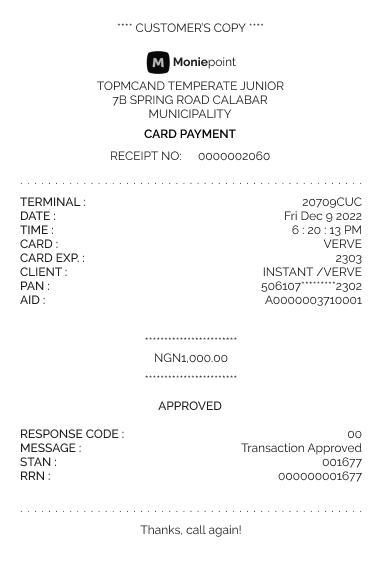 **** CUSTOMER'S COPY ****
M Moniepoint
TOPMCAND TEMPERATE JUNIOR
7B SPRING ROAD CALABAR
MUNICIPALITY
CARD PAYMENT
RECEIPT NO: 0000002060
TERMINAL : 20709CUC
DATE : Fri Dec 9 2022
TIME : 6 : 20 : 13 PM
CARD : VERVE
CARD EXP. : 2303
CLIENT : INSTANT /VERVE
PAN : 506107*********2302
AID : A0000003710001
************************
NGN1,000.00
************************
APPROVED
RESPONSE CODE : 00
MESSAGE : Transaction Approved
STAN : 001677
RRN : 000000001677
Thanks, call again!